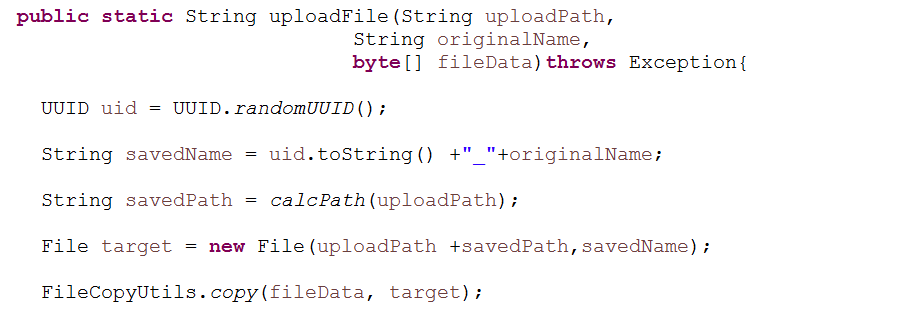 public static String uploadFile(String uploadPath,
String originalName,
byte[] fileData)throws Exception{
UUID uid = UUID.randomUUID();
String savedName = uid.toString() +"_"+originalName;
String savedPath = calcPath(uploadPath);
File target = new File(uploadPath +savedPath,savedName);
FileCopyUtils.copy(fileData, target);